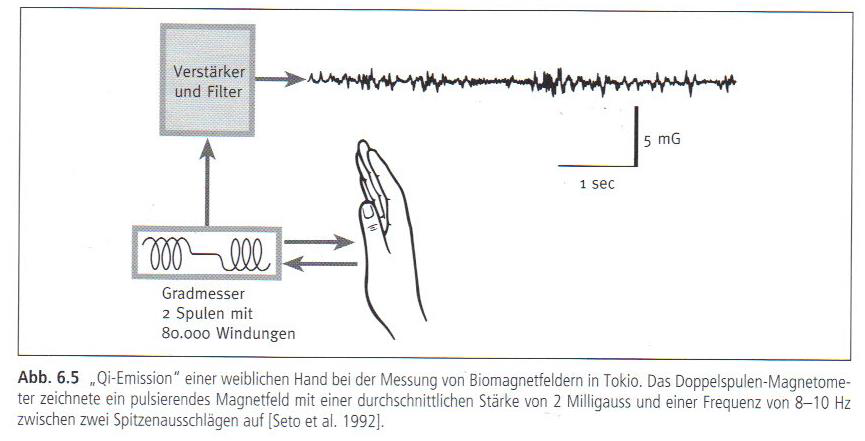 Verstärker
und Filter
5 mG
1 sec
Gradmesser
2 Spulen mit
80.000 Windungen
Abb. 6.5 „Qi-Emission“ einer weiblichen Hand bei der Messung von Biomagnetfeldern in Tokio. Das Doppelspulen-Magnetome-
ter zeichnete ein pulsierendes Magnetfeld mit einer durchschnittlichen Stärke von 2 Milligauss und einer Frequenz von 8–10 Hz
zwischen zwei Spitzenausschlägen auf [Seto et al. 1992].